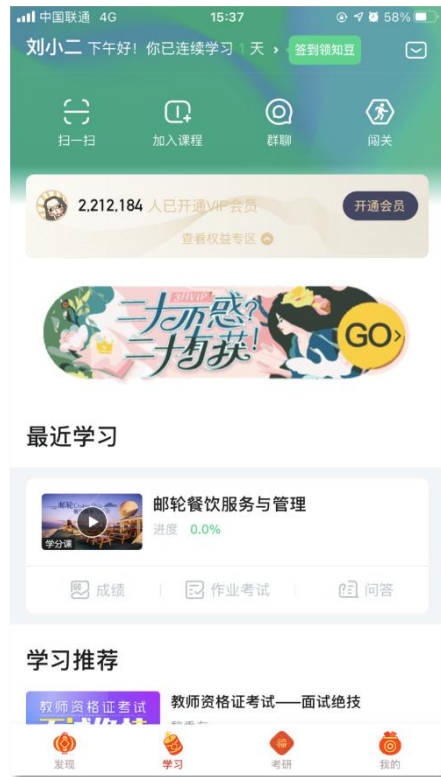 中国联通 4G 15:37 58%
刘小二 下午好！你已连续学习 1 天 › 签到领知豆
扫一扫 加入课程 群聊 闯关
2,212,184 人已开通VIP会员 开通会员
查看权益专区
3HVIP
二十不惑？
二十有获！
GO›
最近学习
邮轮餐饮服务与管理
进度 0.0%
学分课
成绩 作业考试 问答
学习推荐
教师资格证考试
教师资格证考试——面试绝技
面试绝技
发现 学习 考研 我的